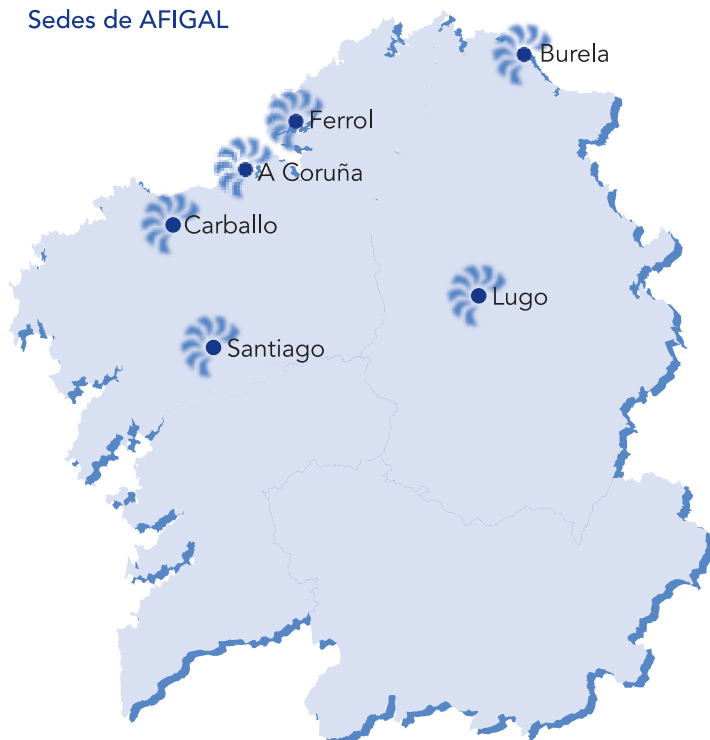 Sedes de AFIGAL
Burela
Ferrol
A Coruña
Carballo
Lugo
Santiago